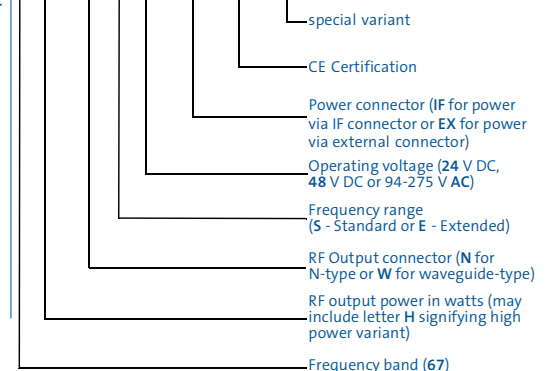 special variant
CE Certification
Power connector (IF for power
via IF connector or EX for power
via external connector)
Operating voltage (24 V DC,
48 V DC or 94-275 V AC)
Frequency range
(S - Standard or E - Extended)
RF Output connector (N for
N-type or W for waveguide-type)
RF output power in watts (may
include letter H signifying high
power variant)
Frequency band (67)